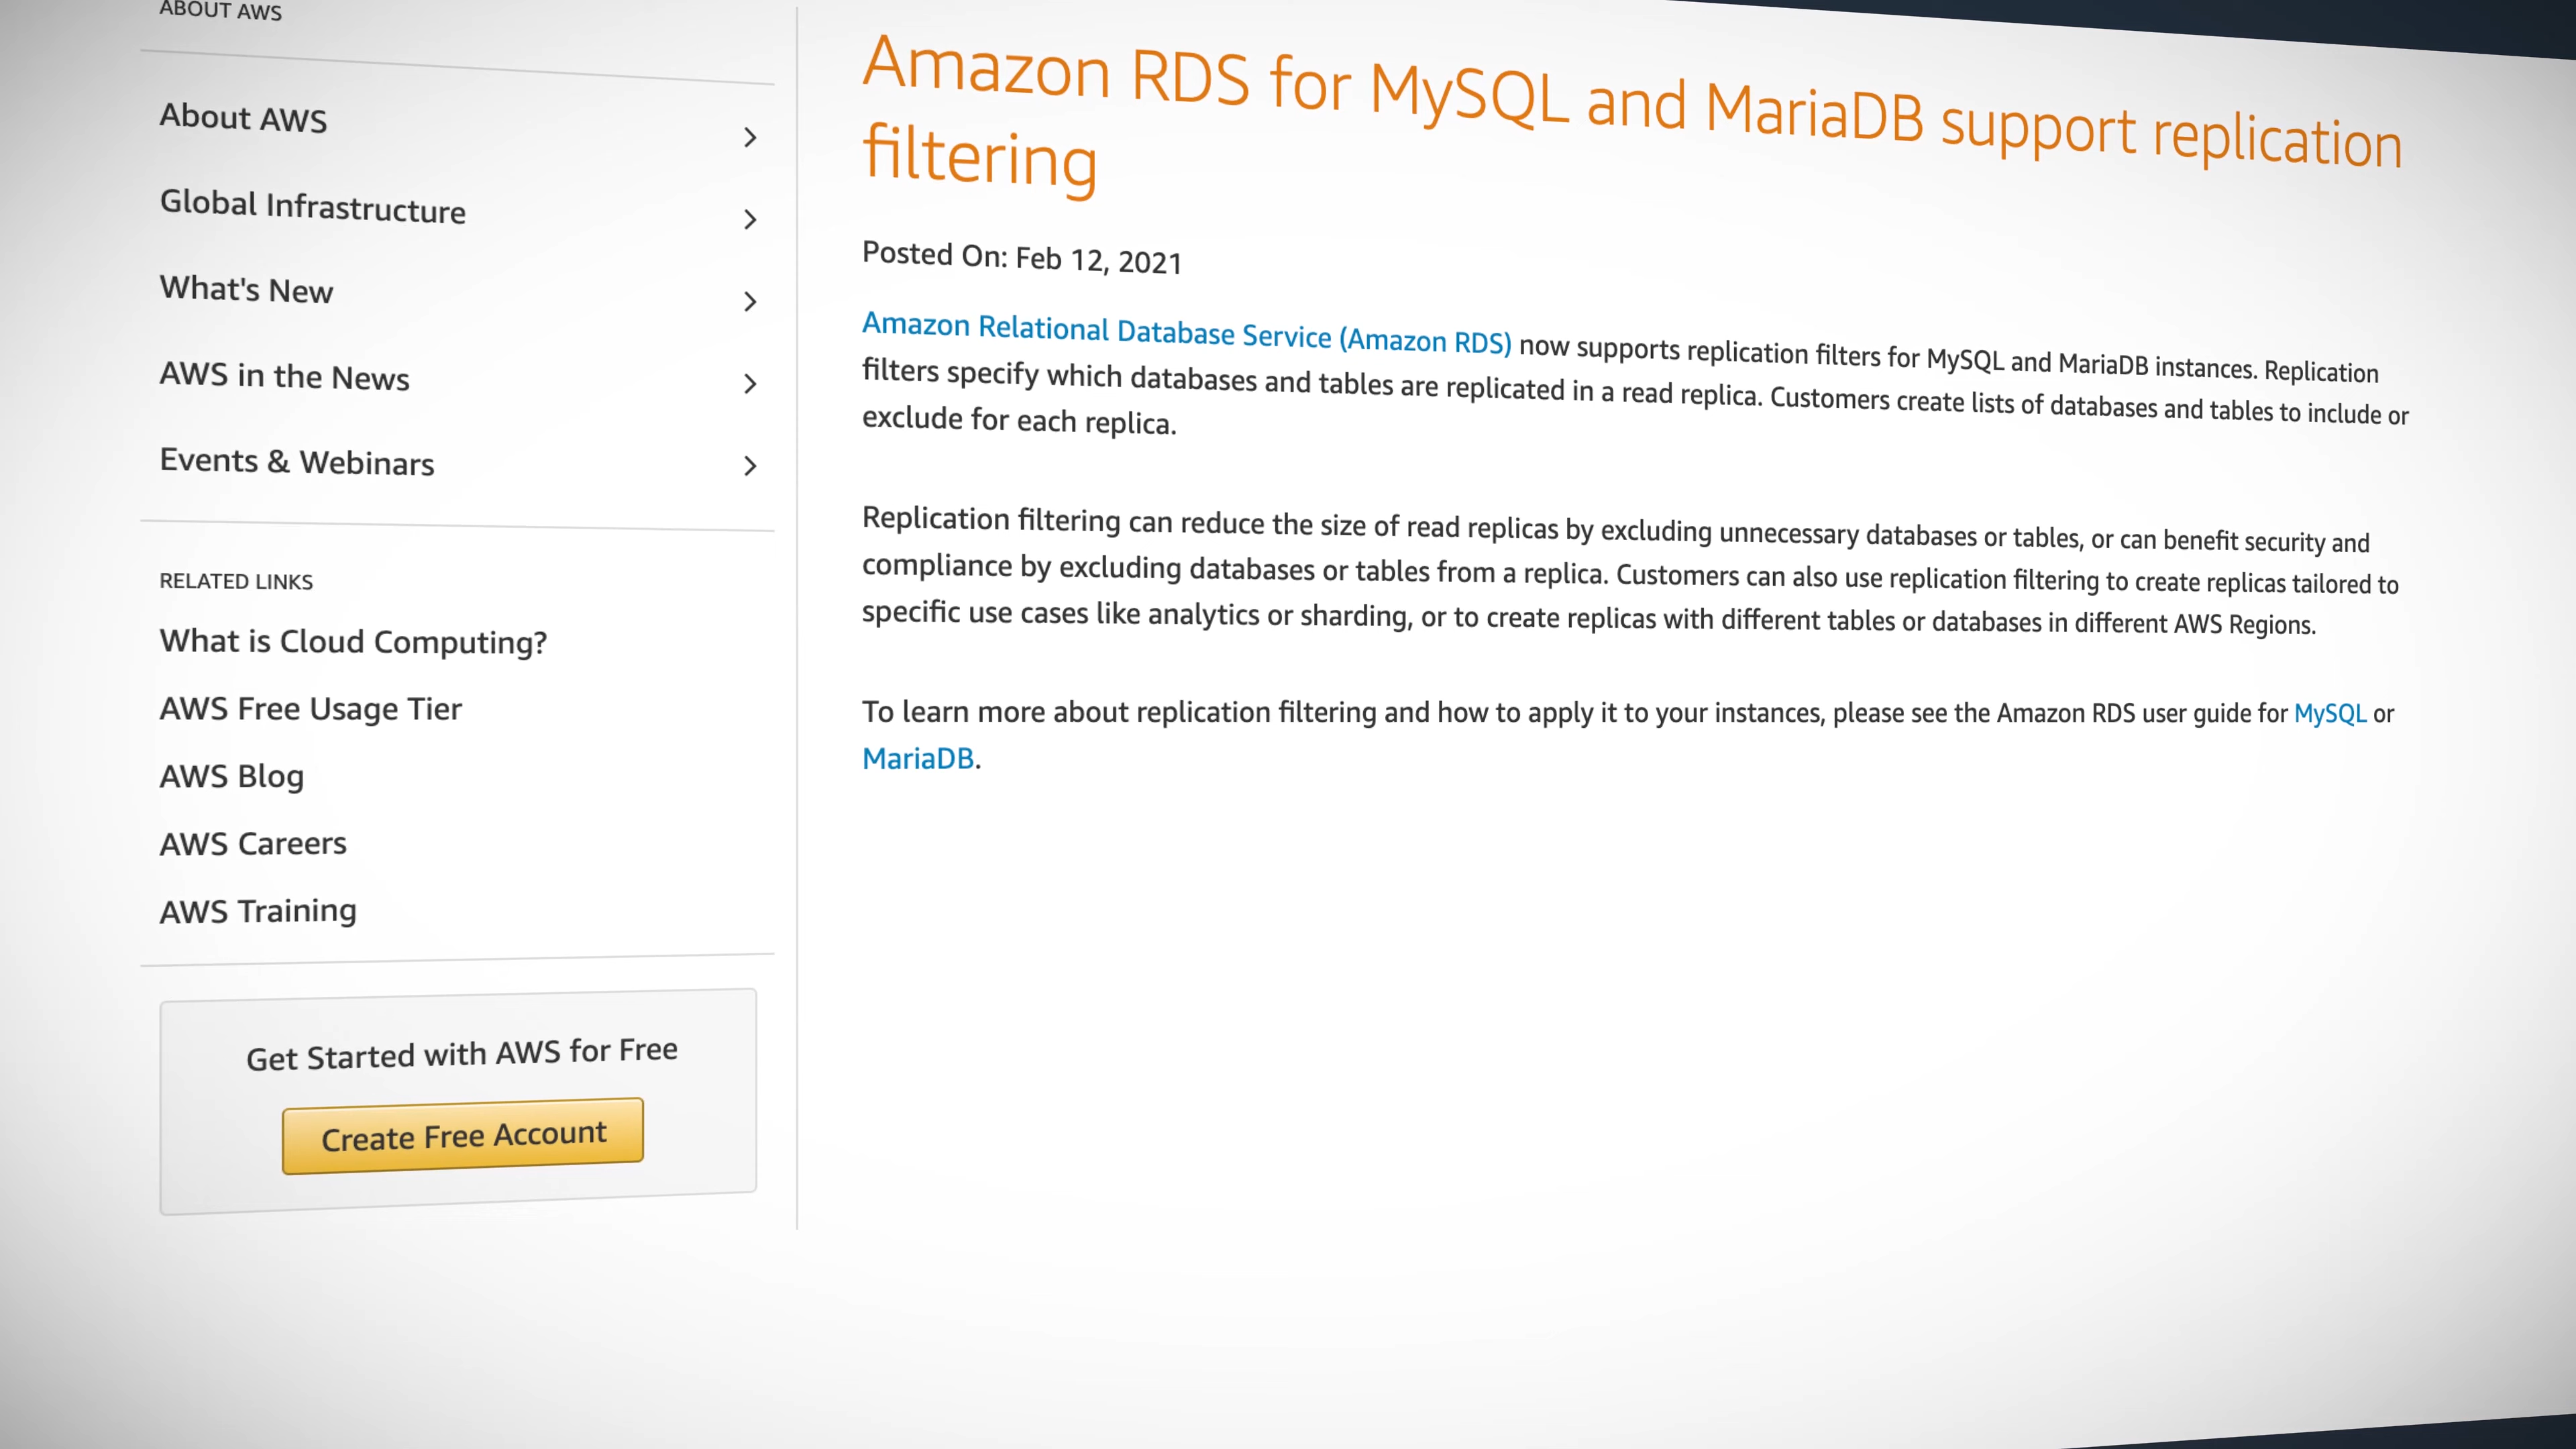 ABOUT AWS
About AWS
Global Infrastructure
What's New
AWS in the News
Events & Webinars
RELATED LINKS
What is Cloud Computing?
AWS Free Usage Tier
AWS Blog
AWS Careers
AWS Training
Get Started with AWS for Free
Create Free Account
Amazon RDS for MySQL and MariaDB support replication
filtering
Posted On: Feb 12, 2021
Amazon Relational Database Service (Amazon RDS) now supports replication filters for MySQL and MariaDB instances. Replication
filters specify which databases and tables are replicated in a read replica. Customers create lists of databases and tables to include or
exclude for each replica.
Replication filtering can reduce the size of read replicas by excluding unnecessary databases or tables, or can benefit security and
compliance by excluding databases or tables from a replica. Customers can also use replication filtering to create replicas tailored to
specific use cases like analytics or sharding, or to create replicas with different tables or databases in different AWS Regions.
To learn more about replication filtering and how to apply it to your instances, please see the Amazon RDS user guide for MySQL or
MariaDB.